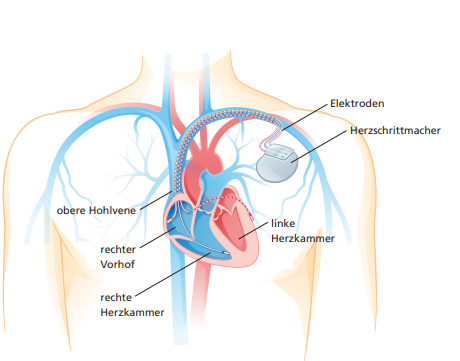 Elektroden
Herzschrittmacher
obere Hohlvene
linke
Herzkammer
rechter
Vorhof
rechte
Herzkammer